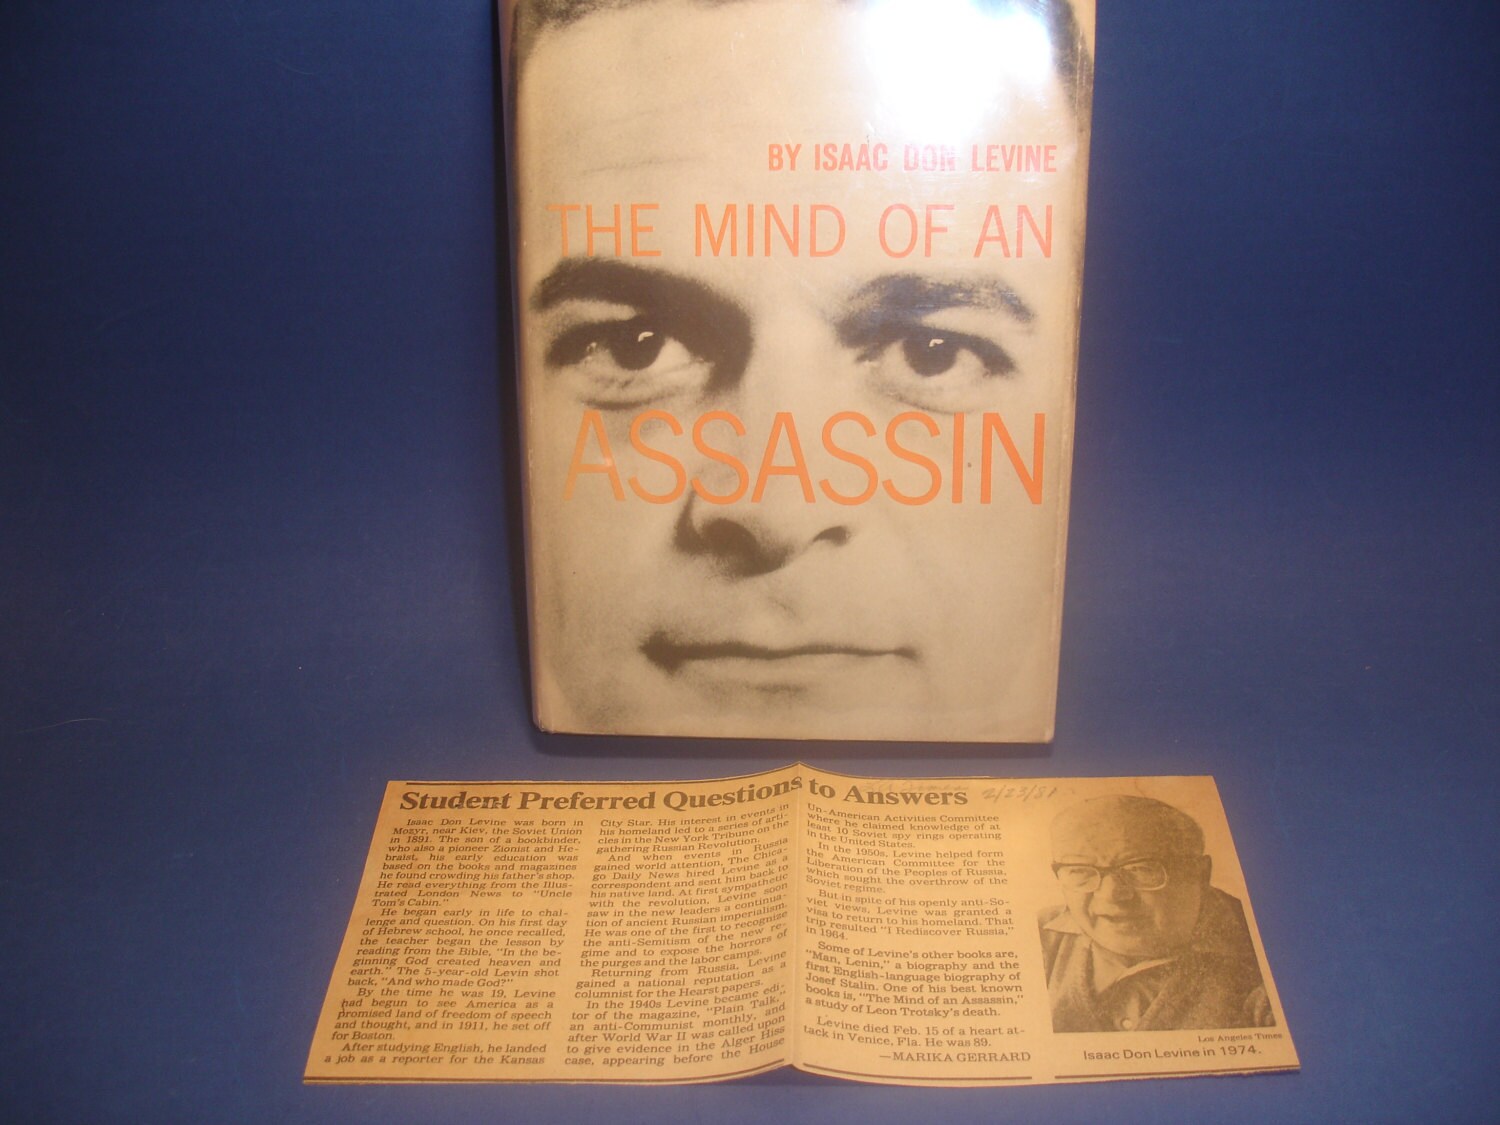 BY ISAAC DON LEVINE
THE MIND OF AN
ASSASSIN
Student Preferred Questions to Answers
2/23/81
Isaac Don Levine was born in
Mozyr, near Kiev, the Soviet Union
in 1891. The son of a bookbinder,
who also a pioneer Zionist and He-
braist, his early education was
based on the books and magazines
he found crowding his father's shop.
He read everything from the Illus-
trated London News to "Uncle
Tom's Cabin."
He began early in life to chal-
lenge and question. On his first day
of Hebrew school, he once recalled,
the teacher began the lesson by
reading from the Bible, "In the be-
ginning God created heaven and
earth." The 5-year-old Levin shot
back, "And who made God?"
By the time he was 19, Levine
had begun to see America as a
promised land of freedom of speech
and thought, and in 1911, he set off
for Boston.
After studying English, he landed
a job as a reporter for the Kansas
City Star. His interest in events in
his homeland led to a series of arti-
cles in the New York Tribune on the
gathering Russian Revolution.
And when events in Russia
gained world attention, The Chica-
go Daily News hired Levine as a
correspondent and sent him back to
his native land. At first sympathetic
with the revolution, Levine soon
saw in the new leaders a continua-
tion of ancient Russian imperialism.
He was one of the first to recognize
the anti-Semitism of the new re-
gime and to expose the horrors of
the purges and the labor camps.
Returning from Russia, Levine
gained a national reputation as a
columnist for the Hearst papers.
In the 1940s Levine became edi-
tor of the magazine, "Plain Talk,"
an anti-Communist monthly, and
after World War II was called upon
to give evidence in the Alger Hiss
case, appearing before the House
Un-American Activities Committee
where he claimed knowledge of at
least 10 Soviet spy rings operating
in the United States.
In the 1950s, Levine helped form
the American Committee for the
Liberation of the Peoples of Russia,
which sought the overthrow of the
Soviet regime.
But in spite of his openly anti-So-
viet views, Levine was granted a
visa to return to his homeland. That
trip resulted "I Rediscover Russia,"
in 1964.
Some of Levine's other books are,
"Man, Lenin," a biography and the
first English-language biography of
Josef Stalin. One of his best known
books is, "The Mind of an Assassin,"
a study of Leon Trotsky's death.
Levine died Feb. 15 of a heart at-
tack in Venice, Fla. He was 89.
—MARIKA GERRARD
Los Angeles Times
Isaac Don Levine in 1974.